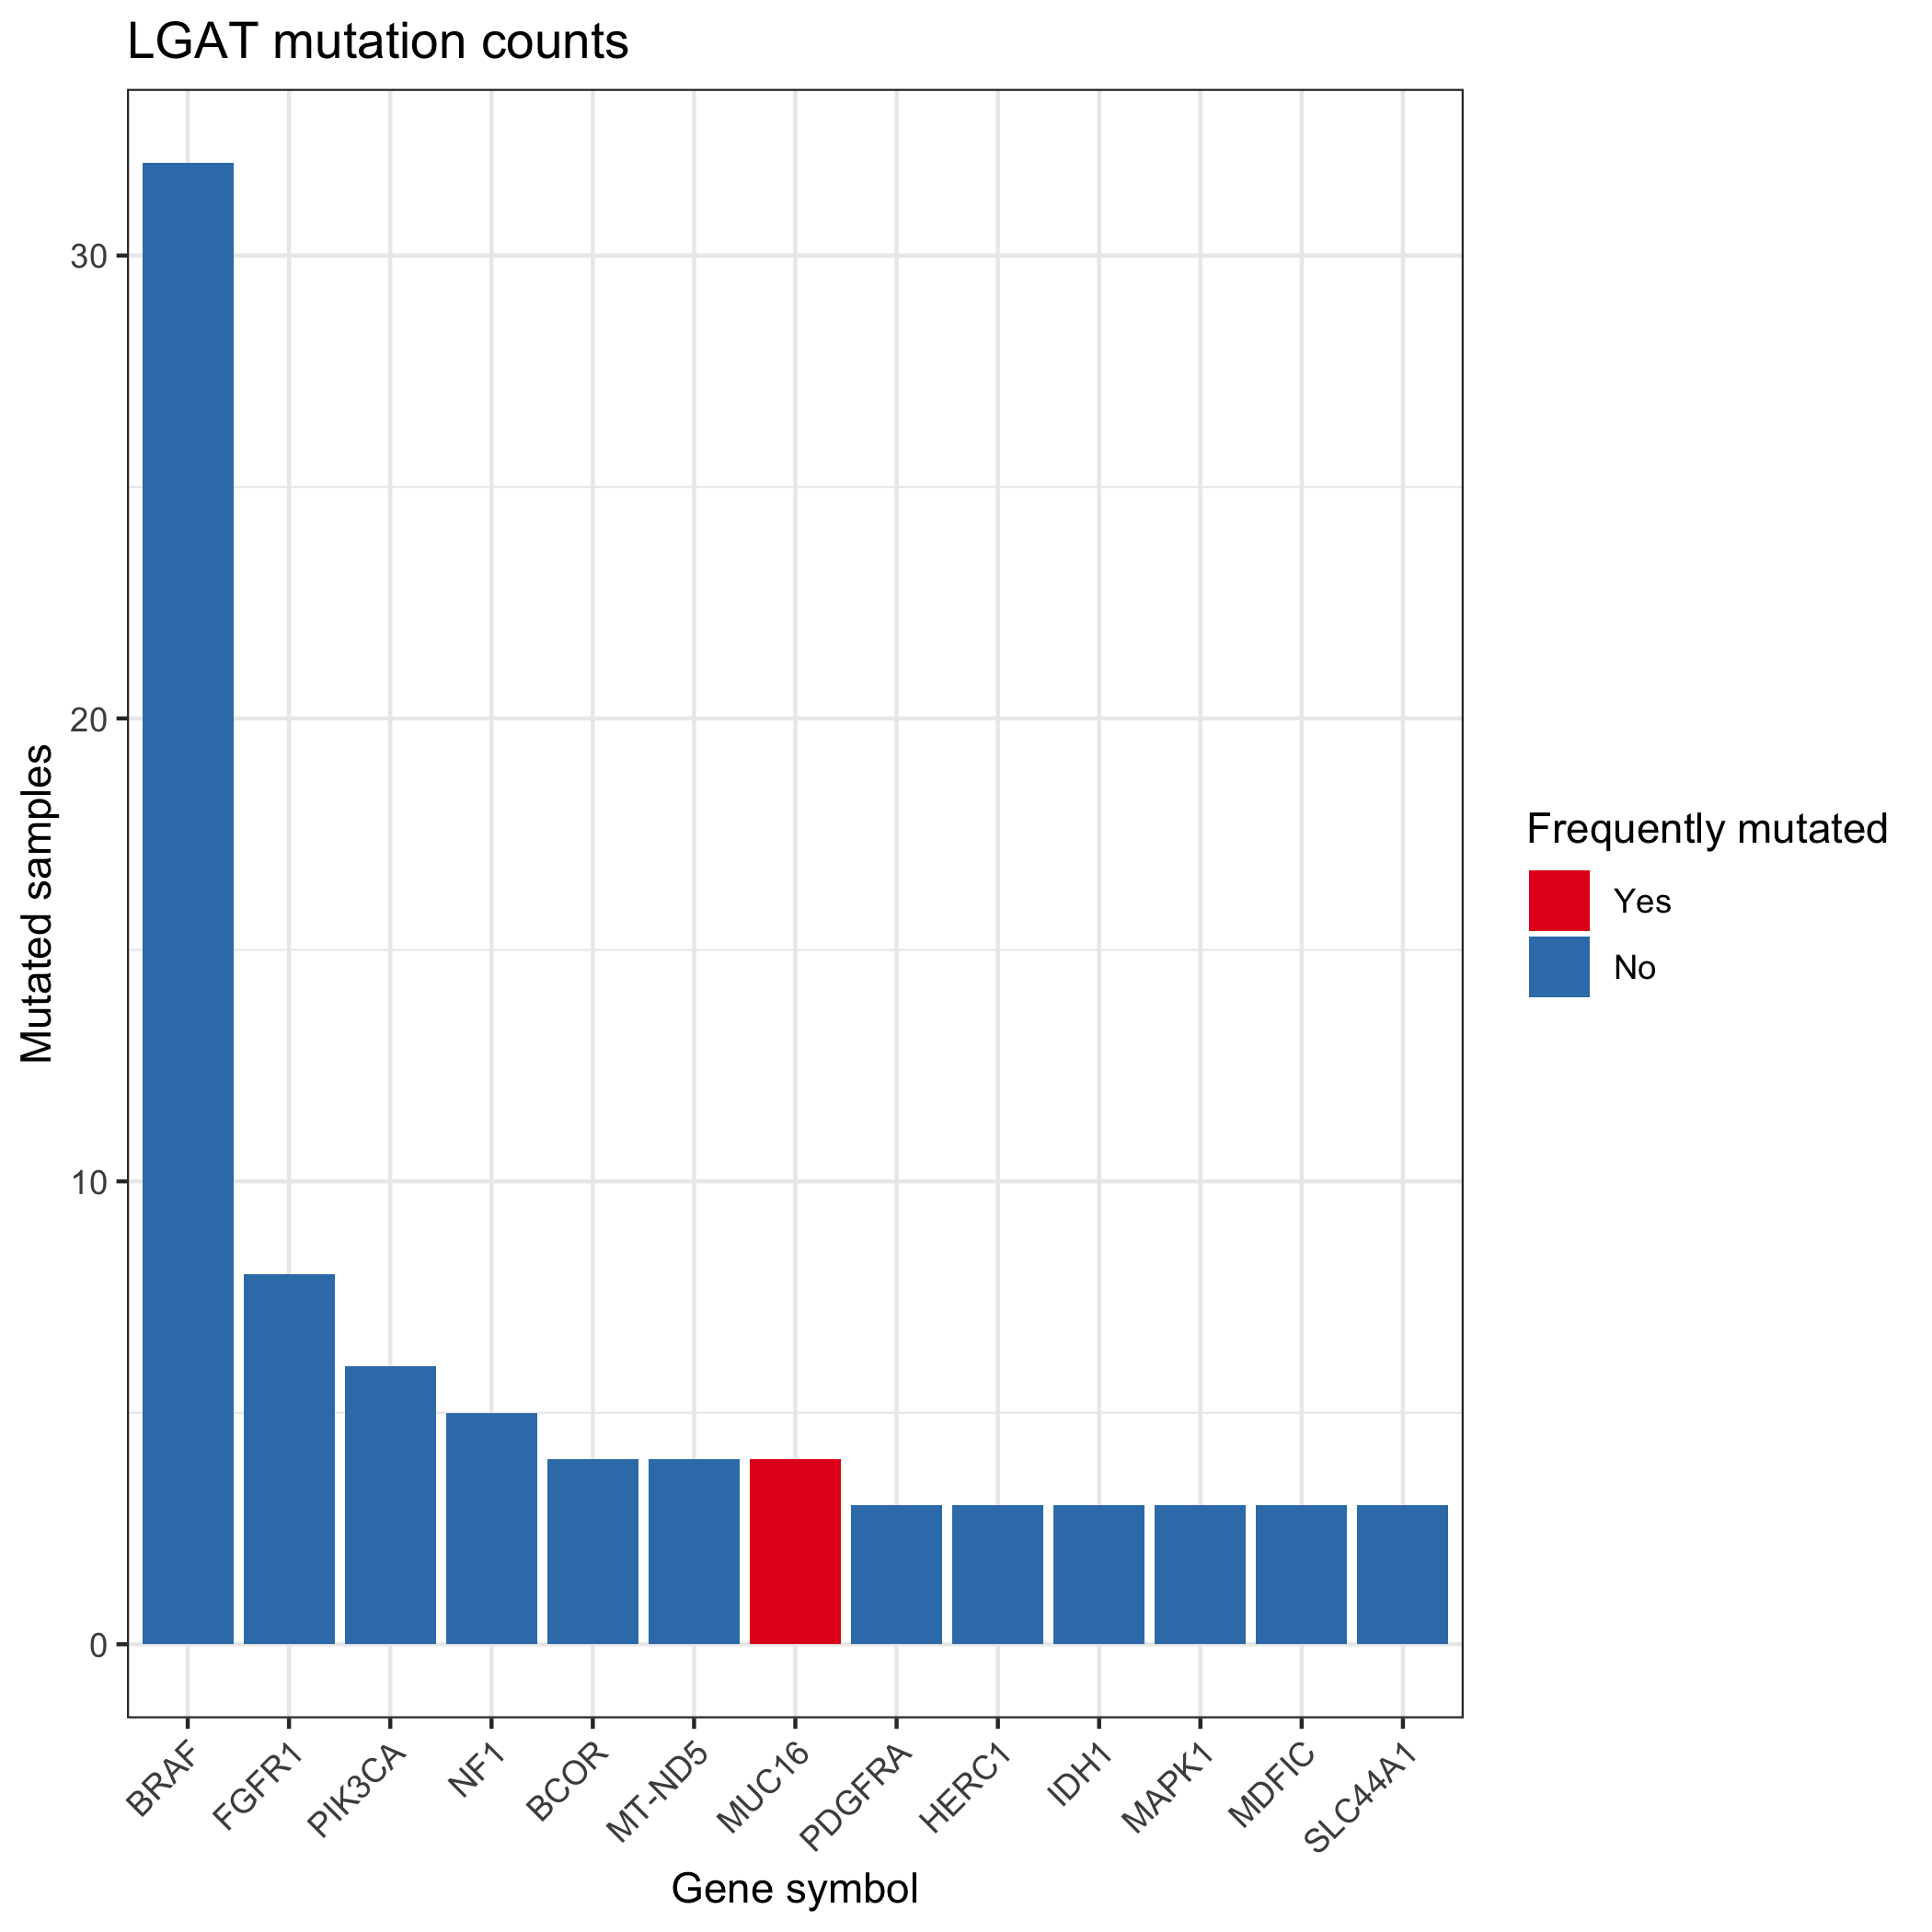 LGAT mutation counts
Mutated samples
30
20
10
0
BRAF
FGFR1
PIK3CA
NF1
BCOR
MT-ND5
MUC16
PDGFRA
HERC1
IDH1
MAPK1
MDFIC
SLC44A1
Gene symbol
Frequently mutated
Yes
No